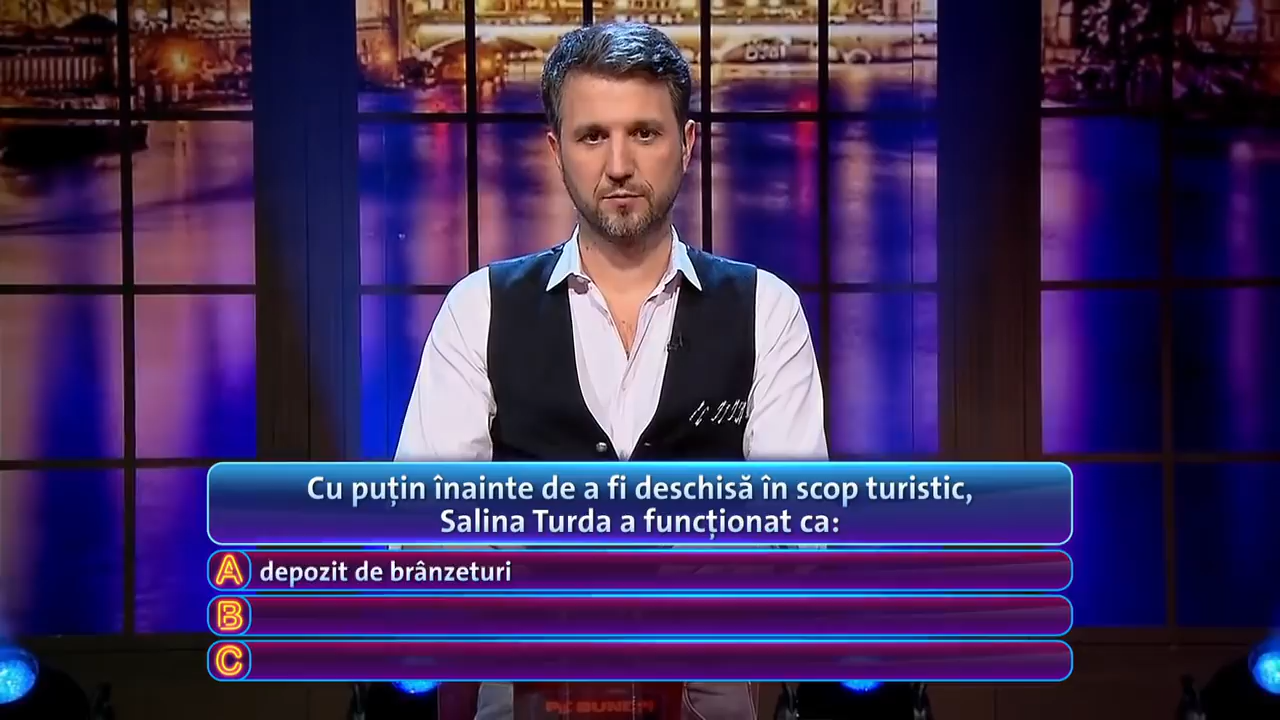 Cu puțin înainte de a fi deschisă în scop turistic,
Salina Turda a funcționat ca:
A depozit de brânzeturi
B
C